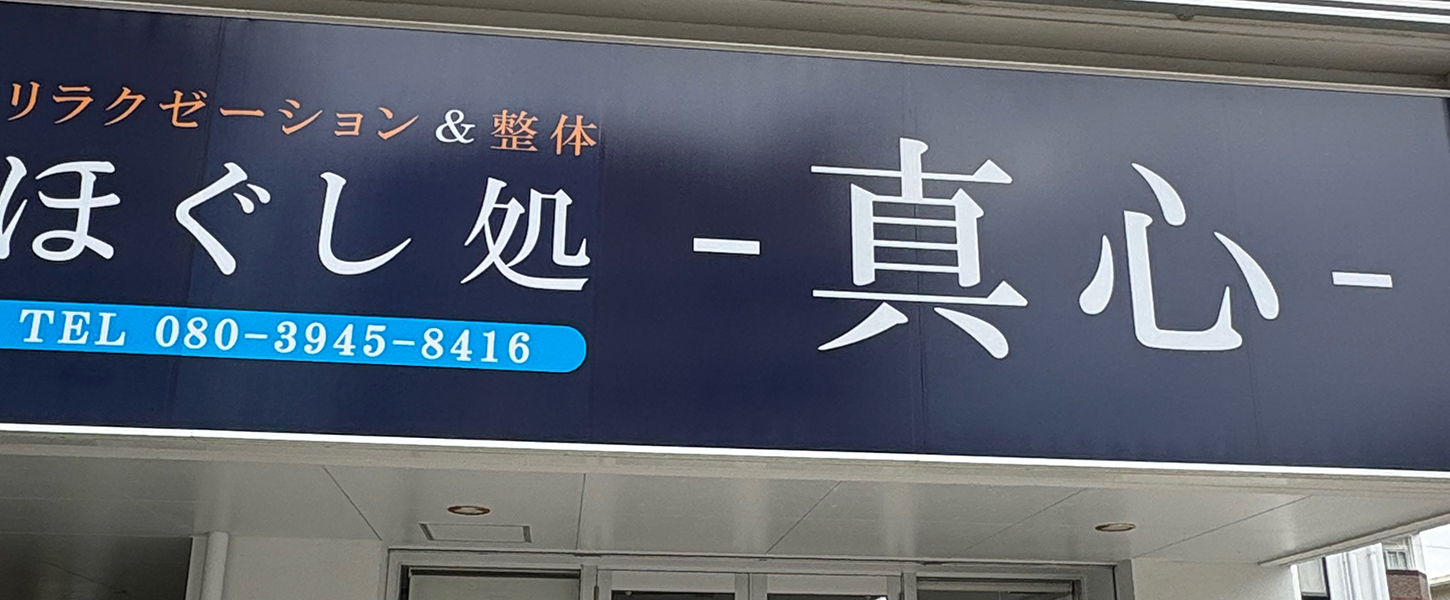 リラクゼーション & 整体
ほぐし処 -真心-
TEL 080-3945-8416